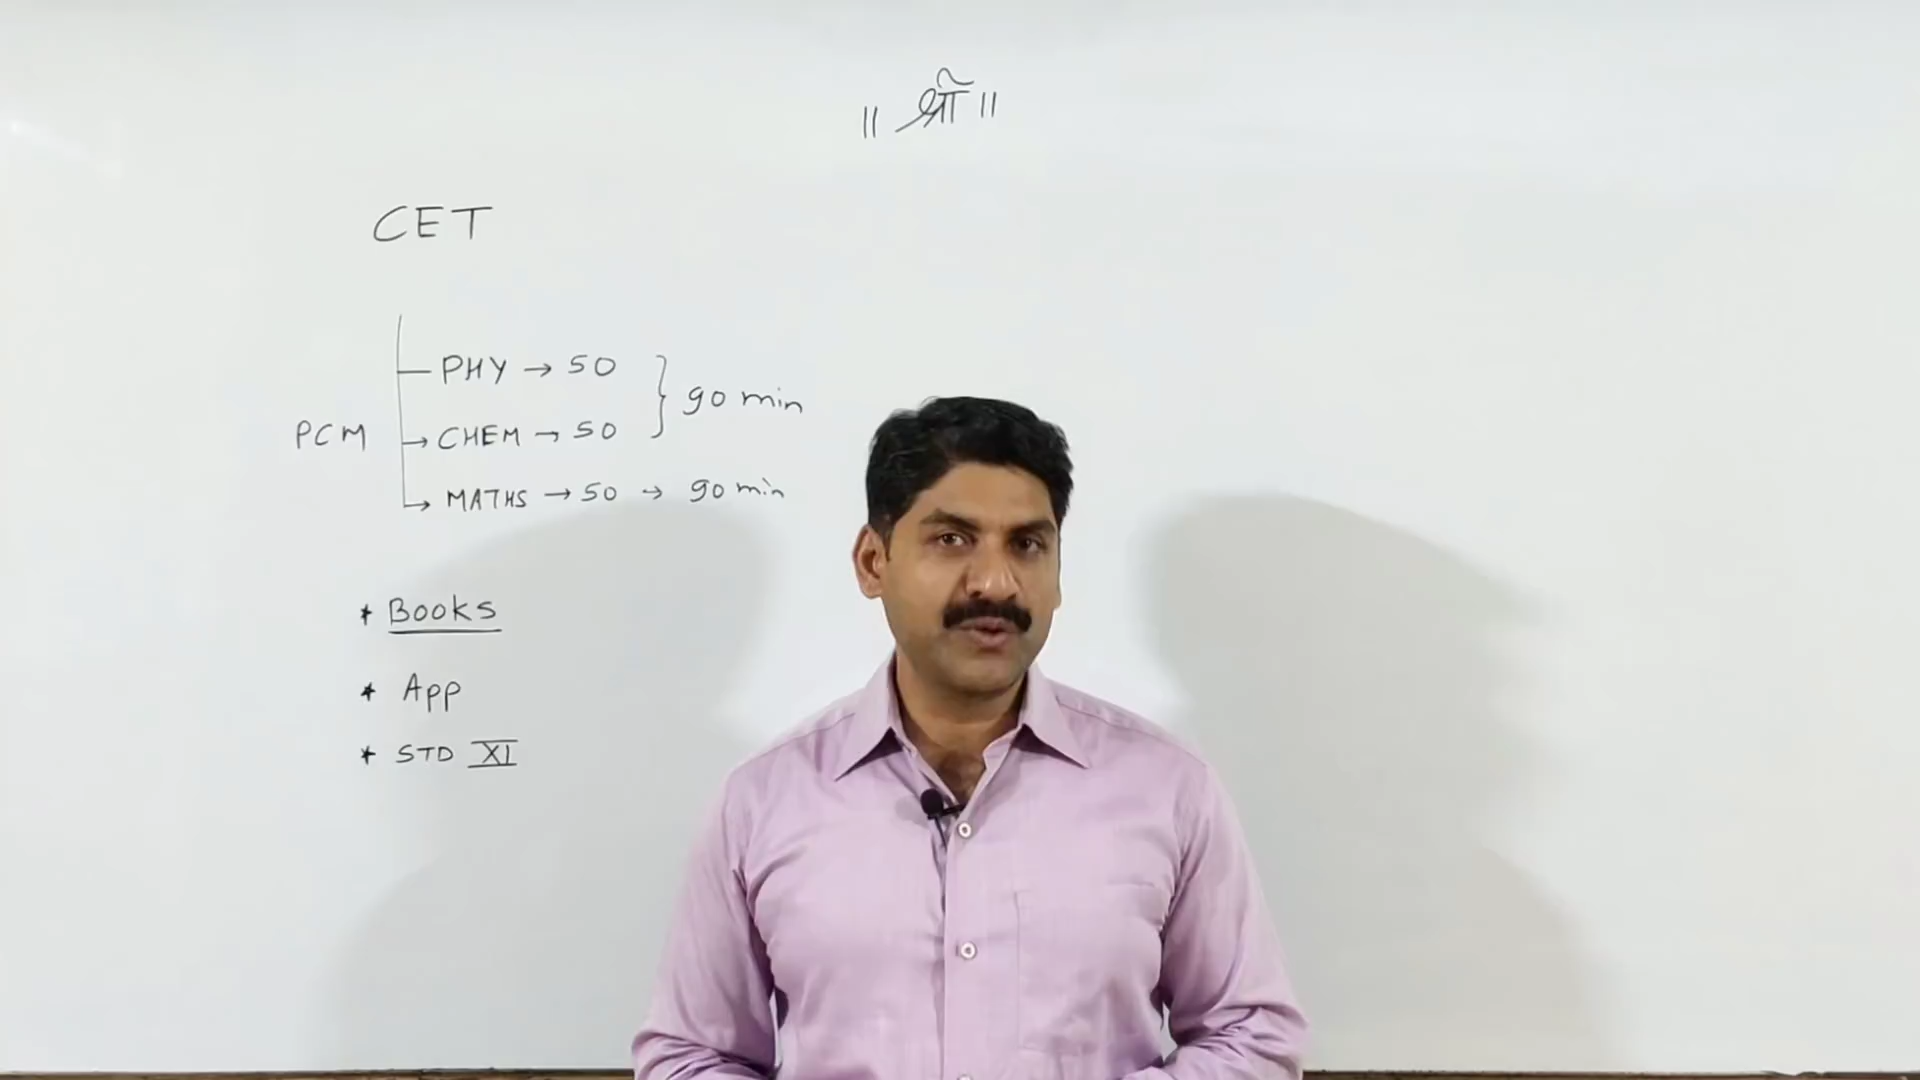 ॥ श्री ॥
CET
PHY → 50
90 min
PCM
CHEM → 50
MATHS → 50 → 90 min
* Books
* App
* STD XI